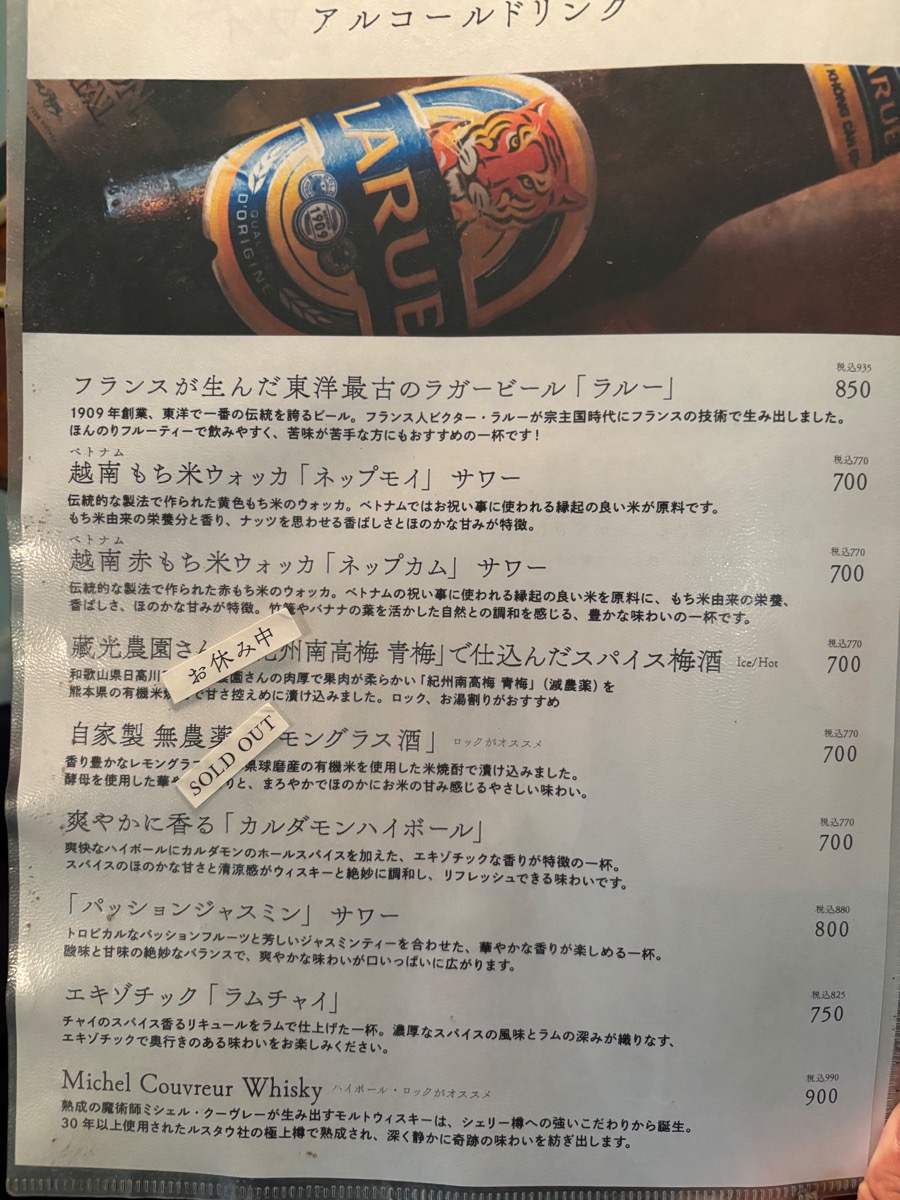 アルコールドリンク
LARUE
QUAL
D'ORIGINE
1909
ARUE
KHÔNG CẦN
フランスが生んだ東洋最古のラガービール「ラルー」
税込935
850
1909年創業、東洋で一番の伝統を誇るビール。フランス人ビクター・ラルーが宗主国時代にフランスの技術で生み出しました。
ほんのりフルーティーで飲みやすく、苦味が苦手な方にもおすすめの一杯です！
ベトナム
越南 もち米ウォッカ「ネップモイ」 サワー
税込770
700
伝統的な製法で作られた黄色もち米のウォッカ。ベトナムではお祝い事に使われる縁起の良い米が原料です。
もち米由来の栄養分と香り、ナッツを思わせる香ばしさとほのかな甘みが特徴。
ベトナム
越南 赤もち米ウォッカ「ネップカム」 サワー
税込770
700
伝統的な製法で作られた赤もち米のウォッカ。ベトナムの祝い事に使われる縁起の良い米を原料に、もち米由来の栄養、
香ばしさ、ほのかな甘みが特徴。竹籠やバナナの葉を活かした自然との調和を感じる、豊かな味わいの一杯です。
蔵光農園さん 紀州南高梅 青梅」で仕込んだスパイス梅酒 Ice/Hot
お休み中
税込770
700
和歌山県日高川 農園さんの肉厚で果肉が柔らかい「紀州南高梅 青梅」（減農薬）を
熊本県の有機米焼 で甘さ控えめに漬け込みました。ロック、お湯割りがおすすめ
自家製 無農薬 モングラス酒」 ロックがオススメ
SOLD OUT
税込770
700
香り豊かなレモングラ 県球磨産の有機米を使用した米焼酎で漬け込みました。
酵母を使用した華や りと、まろやかでほのかにお米の甘み感じるやさしい味わい。
爽やかに香る「カルダモンハイボール」
税込770
700
爽快なハイボールにカルダモンのホールスパイスを加えた、エキゾチックな香りが特徴の一杯。
スパイスのほのかな甘さと清涼感がウィスキーと絶妙に調和し、リフレッシュできる味わいです。
「パッションジャスミン」 サワー
税込880
800
トロピカルなパッションフルーツと芳しいジャスミンティーを合わせた、華やかな香りが楽しめる一杯。
酸味と甘味の絶妙なバランスで、爽やかな味わいが口いっぱいに広がります。
エキゾチック「ラムチャイ」
税込825
750
チャイのスパイス香るリキュールをラムで仕上げた一杯。濃厚なスパイスの風味とラムの深みが織りなす、
エキゾチックで奥行きのある味わいをお楽しみください。
Michel Couvreur Whisky ハイボール・ロックがオススメ
税込990
900
熟成の魔術師ミシェル・クーヴレーが生み出すモルトウィスキーは、シェリー樽への強いこだわりから誕生。
30年以上使用されたルスタウ社の極上樽で熟成され、深く静かに奇跡の味わいを紡ぎ出します。